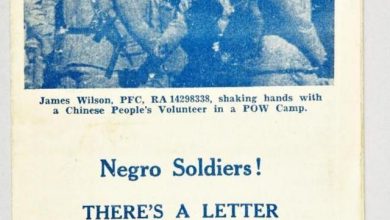 James Wilson, PFC, RA 14298338, shaking hands with
a Chinese People's Volunteer in a POW Camp.
Negro Soldiers!
THERE'S A LETTER